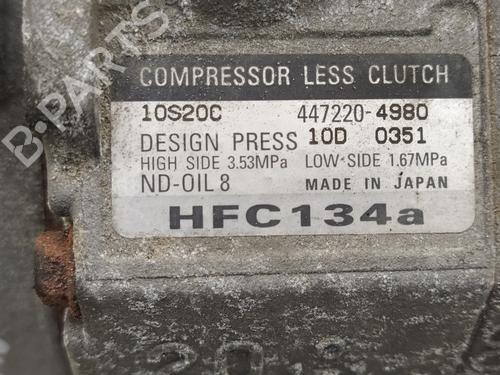 B-PARTS
COMPRESSOR LESS CLUTCH
10S20C 447220-4980
DESIGN PRESS 10D 0351
HIGH SIDE 3.53MPa LOW SIDE 1.67MPa
ND-OIL 8 MADE IN JAPAN
HFC134a